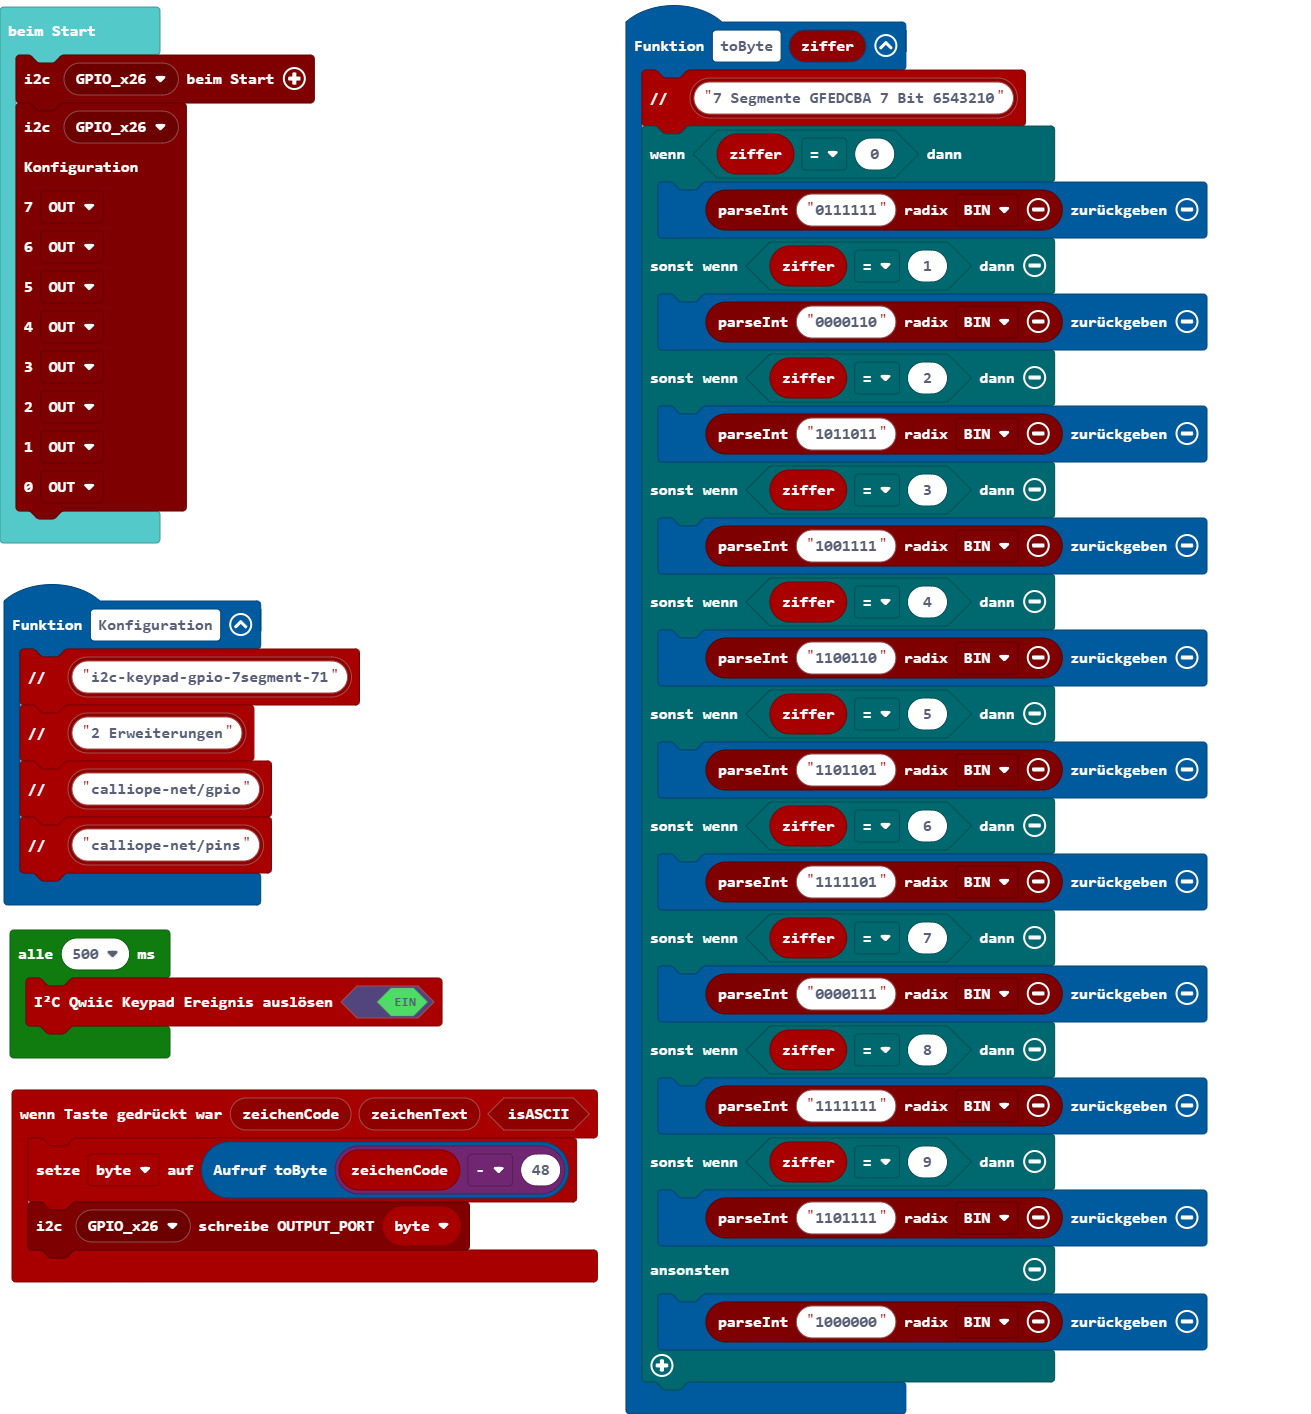 beim Start
i2c GPIO_x26 beim Start
i2c GPIO_x26
Konfiguration
7 OUT
6 OUT
5 OUT
4 OUT
3 OUT
2 OUT
1 OUT
0 OUT
Funktion Konfiguration
// "i2c-keypad-gpio-7segment-71"
// "2 Erweiterungen"
// "calliope-net/gpio"
// "calliope-net/pins"
alle 500 ms
I²C Qwiic Keypad Ereignis auslösen EIN
wenn Taste gedrückt war zeichenCode zeichenText isASCII
setze byte auf Aufruf toByte zeichenCode - 48
i2c GPIO_x26 schreibe OUTPUT_PORT byte
Funktion toByte ziffer
// "7 Segmente GFEDCBA 7 Bit 6543210"
wenn ziffer = 0 dann
parseInt "0111111" radix BIN zurückgeben
sonst wenn ziffer = 1 dann
parseInt "0000110" radix BIN zurückgeben
sonst wenn ziffer = 2 dann
parseInt "1011011" radix BIN zurückgeben
sonst wenn ziffer = 3 dann
parseInt "1001111" radix BIN zurückgeben
sonst wenn ziffer = 4 dann
parseInt "1100110" radix BIN zurückgeben
sonst wenn ziffer = 5 dann
parseInt "1101101" radix BIN zurückgeben
sonst wenn ziffer = 6 dann
parseInt "1111101" radix BIN zurückgeben
sonst wenn ziffer = 7 dann
parseInt "0000111" radix BIN zurückgeben
sonst wenn ziffer = 8 dann
parseInt "1111111" radix BIN zurückgeben
sonst wenn ziffer = 9 dann
parseInt "1101111" radix BIN zurückgeben
ansonsten
parseInt "1000000" radix BIN zurückgeben